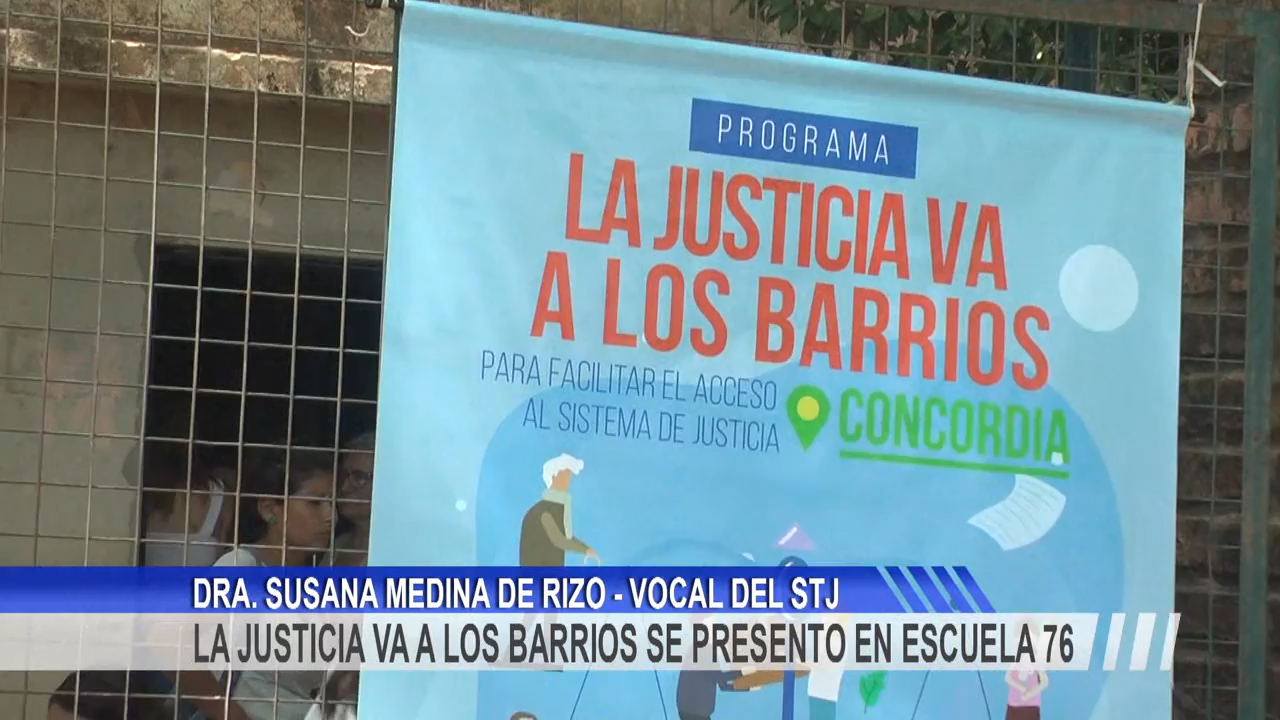 PROGRAMA
LA JUSTICIA VA
A LOS BARRIOS
PARA FACILITAR EL ACCESO
AL SISTEMA DE JUSTICIA
CONCORDIA
DRA. SUSANA MEDINA DE RIZO - VOCAL DEL STJ
LA JUSTICIA VA A LOS BARRIOS SE PRESENTO EN ESCUELA 76